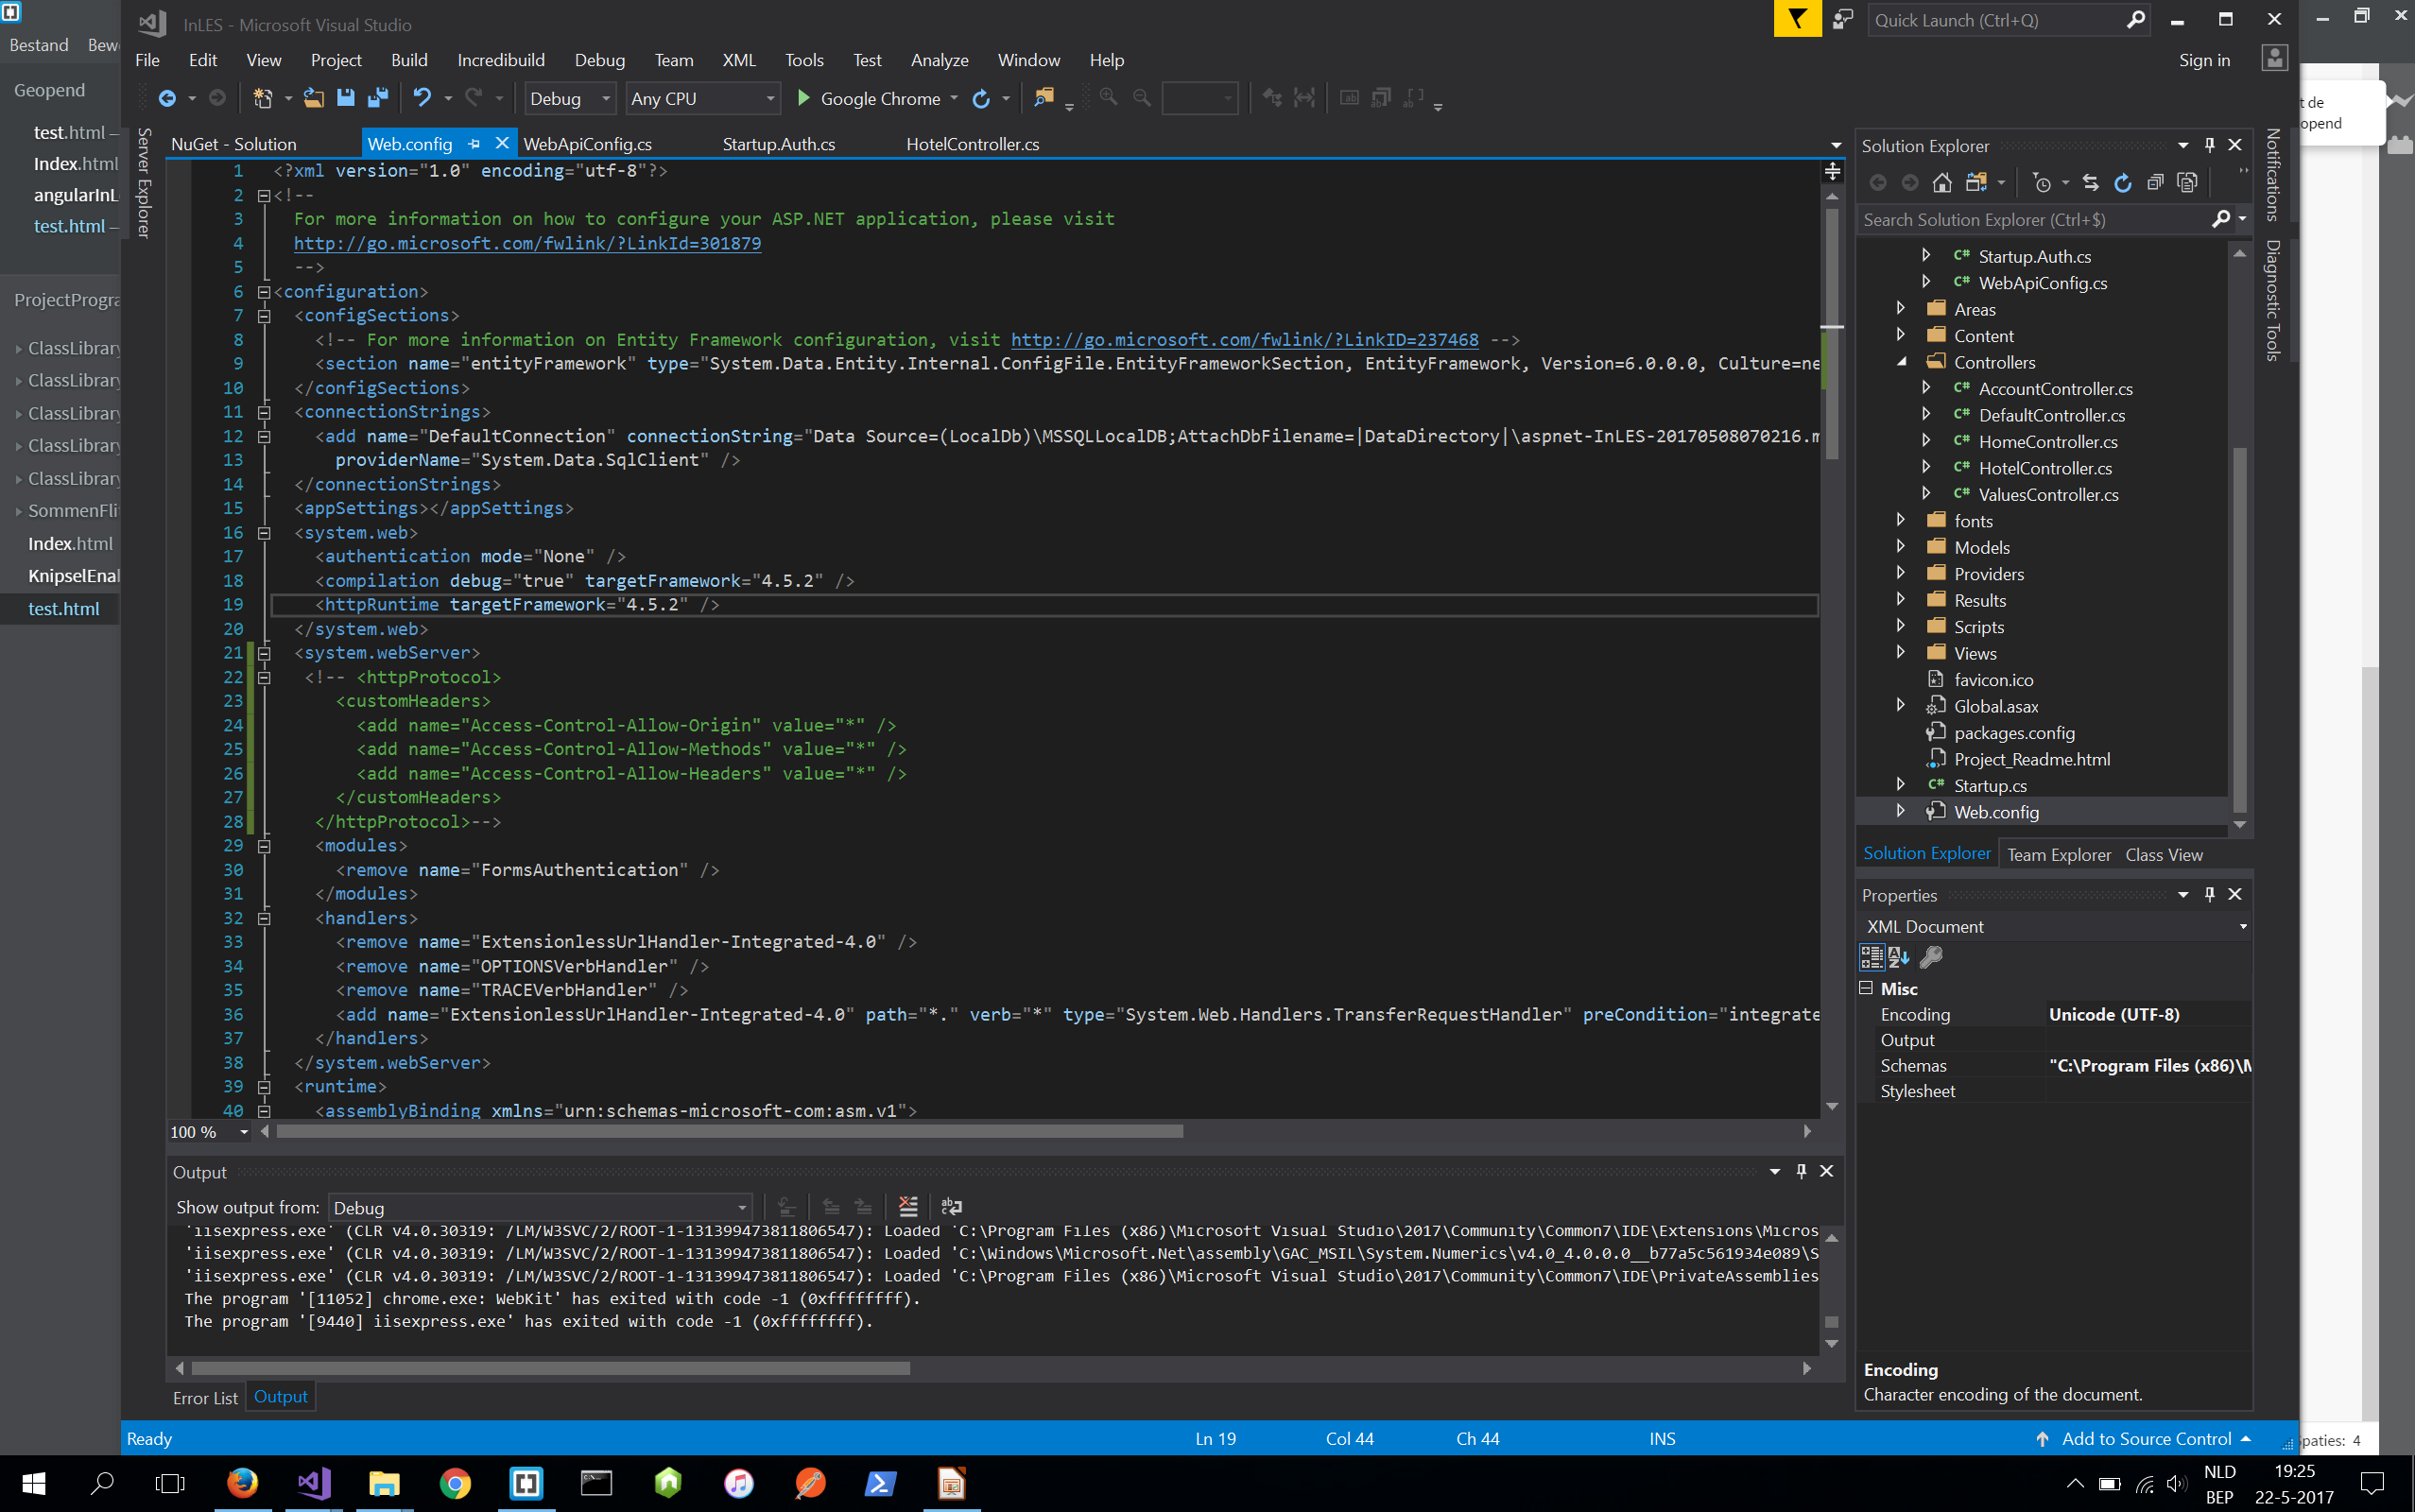 InLES - Microsoft Visual Studio
Quick Launch (Ctrl+Q)
Bestand
File Edit View Project Build Incredibuild Debug Team XML Tools Test Analyze Window Help
Sign in
Geopend
Debug Any CPU Google Chrome
t de
opend
test.html –
Index.html
test.html –
Server Explorer
NuGet - Solution Web.config WebApiConfig.cs Startup.Auth.cs HotelController.cs
1 <?xml version="1.0" encoding="utf-8"?>
2 <!--
3 For more information on how to configure your ASP.NET application, please visit
4 http://go.microsoft.com/fwlink/?LinkId=301879
5 -->
6 <configuration>
7 <configSections>
8 <!-- For more information on Entity Framework configuration, visit http://go.microsoft.com/fwlink/?LinkID=237468 -->
9 <section name="entityFramework" type="System.Data.Entity.Internal.ConfigFile.EntityFrameworkSection, EntityFramework, Version=6.0.0.0, Culture=ne
10 </configSections>
11 <connectionStrings>
12 <add name="DefaultConnection" connectionString="Data Source=(LocalDb)\MSSQLLocalDB;AttachDbFilename=|DataDirectory|\aspnet-InLES-20170508070216.m
13 providerName="System.Data.SqlClient" />
14 </connectionStrings>
15 <appSettings></appSettings>
16 <system.web>
17 <authentication mode="None" />
18 <compilation debug="true" targetFramework="4.5.2" />
19 <httpRuntime targetFramework="4.5.2" />
20 </system.web>
21 <system.webServer>
22 <!-- <httpProtocol>
23 <customHeaders>
24 <add name="Access-Control-Allow-Origin" value="*" />
25 <add name="Access-Control-Allow-Methods" value="*" />
26 <add name="Access-Control-Allow-Headers" value="*" />
27 </customHeaders>
28 </httpProtocol>-->
29 <modules>
30 <remove name="FormsAuthentication" />
31 </modules>
32 <handlers>
33 <remove name="ExtensionlessUrlHandler-Integrated-4.0" />
34 <remove name="OPTIONSVerbHandler" />
35 <remove name="TRACEVerbHandler" />
36 <add name="ExtensionlessUrlHandler-Integrated-4.0" path="*." verb="*" type="System.Web.Handlers.TransferRequestHandler" preCondition="integrate
37 </handlers>
38 </system.webServer>
39 <runtime>
40 <assemblyBinding xmlns="urn:schemas-microsoft-com:asm.v1">
100 %
ProjectProgra
ClassLibrary
ClassLibrary
ClassLibrary
ClassLibrary
ClassLibrary
Index.html
test.html
Output
Show output from: Debug
'iisexpress.exe' (CLR v4.0.30319: /LM/W3SVC/2/ROOT-1-131399473811806547): Loaded 'C:\Program Files (x86)\Microsoft Visual Studio\2017\Community\Common7\IDE\Extensions\Micros
'iisexpress.exe' (CLR v4.0.30319: /LM/W3SVC/2/ROOT-1-131399473811806547): Loaded 'C:\Windows\Microsoft.Net\assembly\GAC_MSIL\System.Numerics\v4.0_4.0.0.0__b77a5c561934e089\S
'iisexpress.exe' (CLR v4.0.30319: /LM/W3SVC/2/ROOT-1-131399473811806547): Loaded 'C:\Program Files (x86)\Microsoft Visual Studio\2017\Community\Common7\IDE\PrivateAssemblies
The program '[11052] chrome.exe: WebKit' has exited with code -1 (0xffffffff).
The program '[9440] iisexpress.exe' has exited with code -1 (0xffffffff).
Error List Output
Solution Explorer
Search Solution Explorer (Ctrl+$)
Startup.Auth.cs
WebApiConfig.cs
Areas
Content
Controllers
AccountController.cs
DefaultController.cs
HomeController.cs
HotelController.cs
ValuesController.cs
fonts
Models
Providers
Results
Scripts
Views
favicon.ico
Global.asax
packages.config
Project_Readme.html
Startup.cs
Web.config
Solution Explorer Team Explorer Class View
Notifications
Diagnostic Tools
Properties
XML Document
Misc
Encoding Unicode (UTF-8)
Output
Schemas "C:\Program Files (x86)\M
Stylesheet
Encoding
Character encoding of the document.
Ready Ln 19 Col 44 Ch 44 INS Add to Source Control
paties: 4
NLD 19:25
BEP 22-5-2017